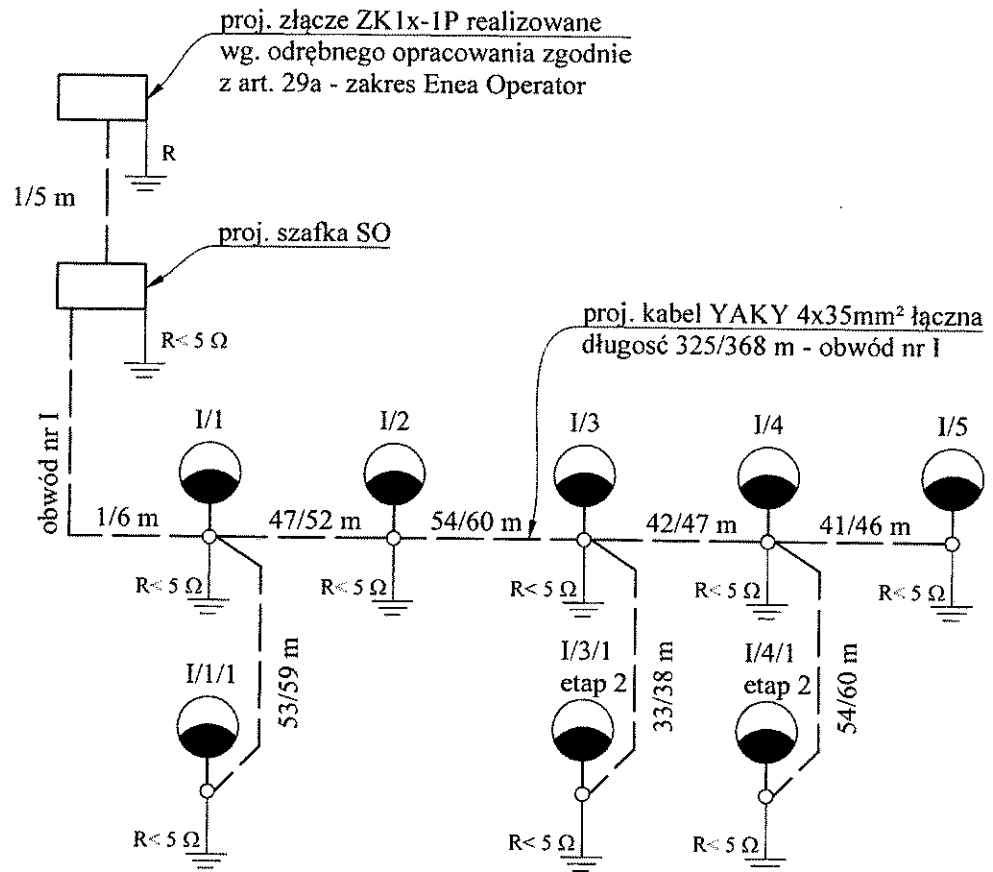 proj. złącze ZK1x-1P realizowane
wg. odrębnego opracowania zgodnie
z art. 29a - zakres Enea Operator
R
1/5 m
proj. szafka SO
R< 5 Ω
proj. kabel YAKY 4x35mm² łączna
długosć 325/368 m - obwód nr I
obwód nr I
I/1
I/2
I/3
I/4
I/5
1/6 m
47/52 m
54/60 m
42/47 m
41/46 m
R< 5 Ω
R< 5 Ω
R< 5 Ω
R< 5 Ω
R< 5 Ω
I/1/1
53/59 m
I/3/1
etap 2
33/38 m
I/4/1
etap 2
54/60 m
R< 5 Ω
R< 5 Ω
R< 5 Ω